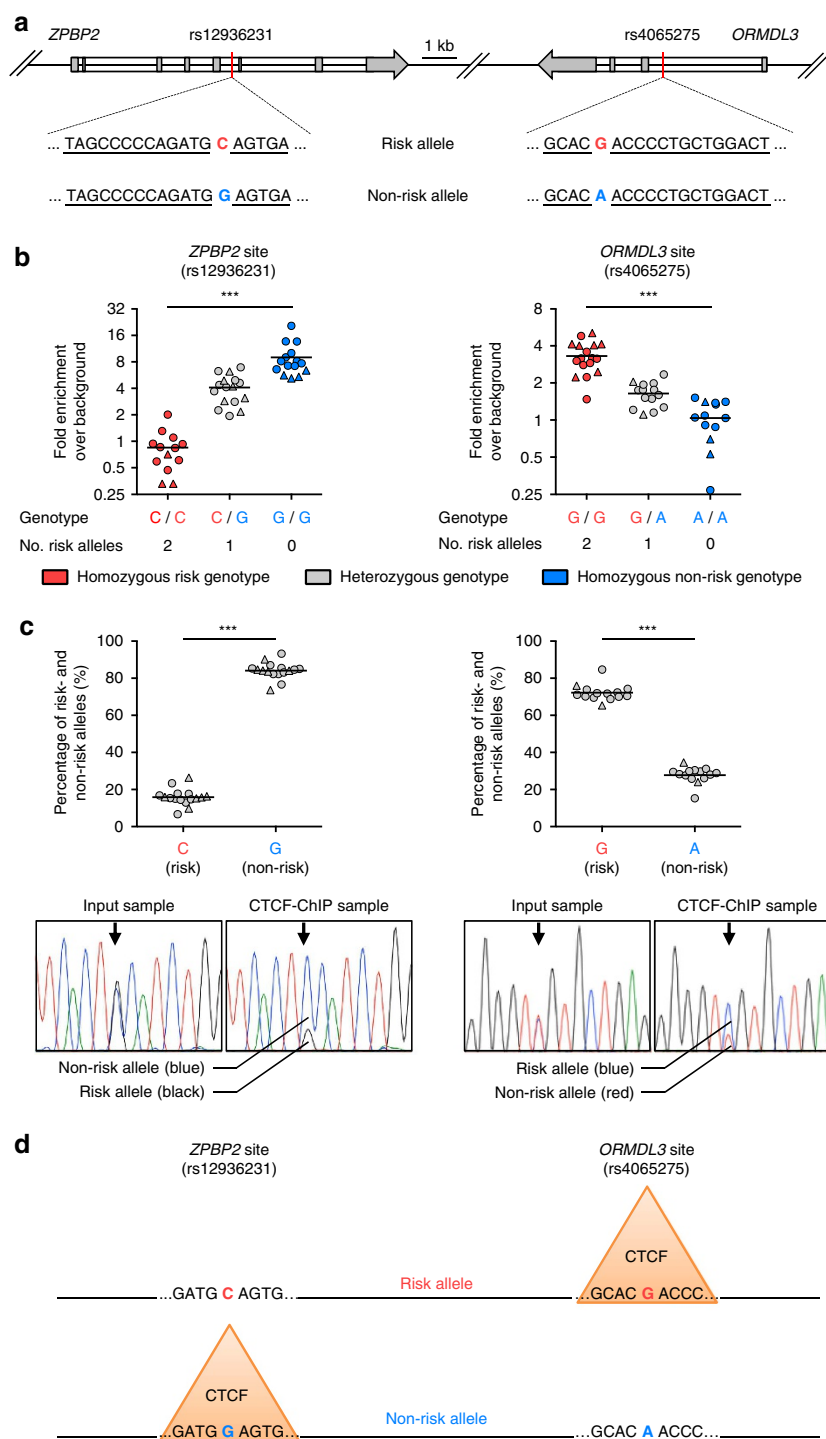 a
ZPBP2 rs12936231 1 kb rs4065275 ORMDL3
... TAGCCCCCAGATG C AGTGA ... Risk allele ... GCAC G ACCCCTGCTGGACT ...
... TAGCCCCCAGATG G AGTGA ... Non-risk allele ... GCAC A ACCCCTGCTGGACT ...
b
ZPBP2 site
(rs12936231)
Fold enrichment
over background
32
16
8
4
2
1
0.5
0.25
***
Genotype C / C C / G G / G
No. risk alleles 2 1 0
ORMDL3 site
(rs4065275)
Fold enrichment
over background
8
4
2
1
0.5
0.25
***
Genotype G / G G / A A / A
No. risk alleles 2 1 0
Homozygous risk genotype Heterozygous genotype Homozygous non-risk genotype
c
Percentage of risk- and
non-risk alleles (%)
100
80
60
40
20
0
***
C G
(risk) (non-risk)
Percentage of risk- and
non-risk alleles (%)
100
80
60
40
20
0
***
G A
(risk) (non-risk)
Input sample CTCF-ChIP sample
Non-risk allele (blue)
Risk allele (black)
Input sample CTCF-ChIP sample
Risk allele (blue)
Non-risk allele (red)
d
ZPBP2 site
(rs12936231)
ORMDL3 site
(rs4065275)
CTCF
...GATG C AGTG... Risk allele ...GCAC G ACCC...
CTCF
...GATG G AGTG... Non-risk allele ...GCAC A ACCC...